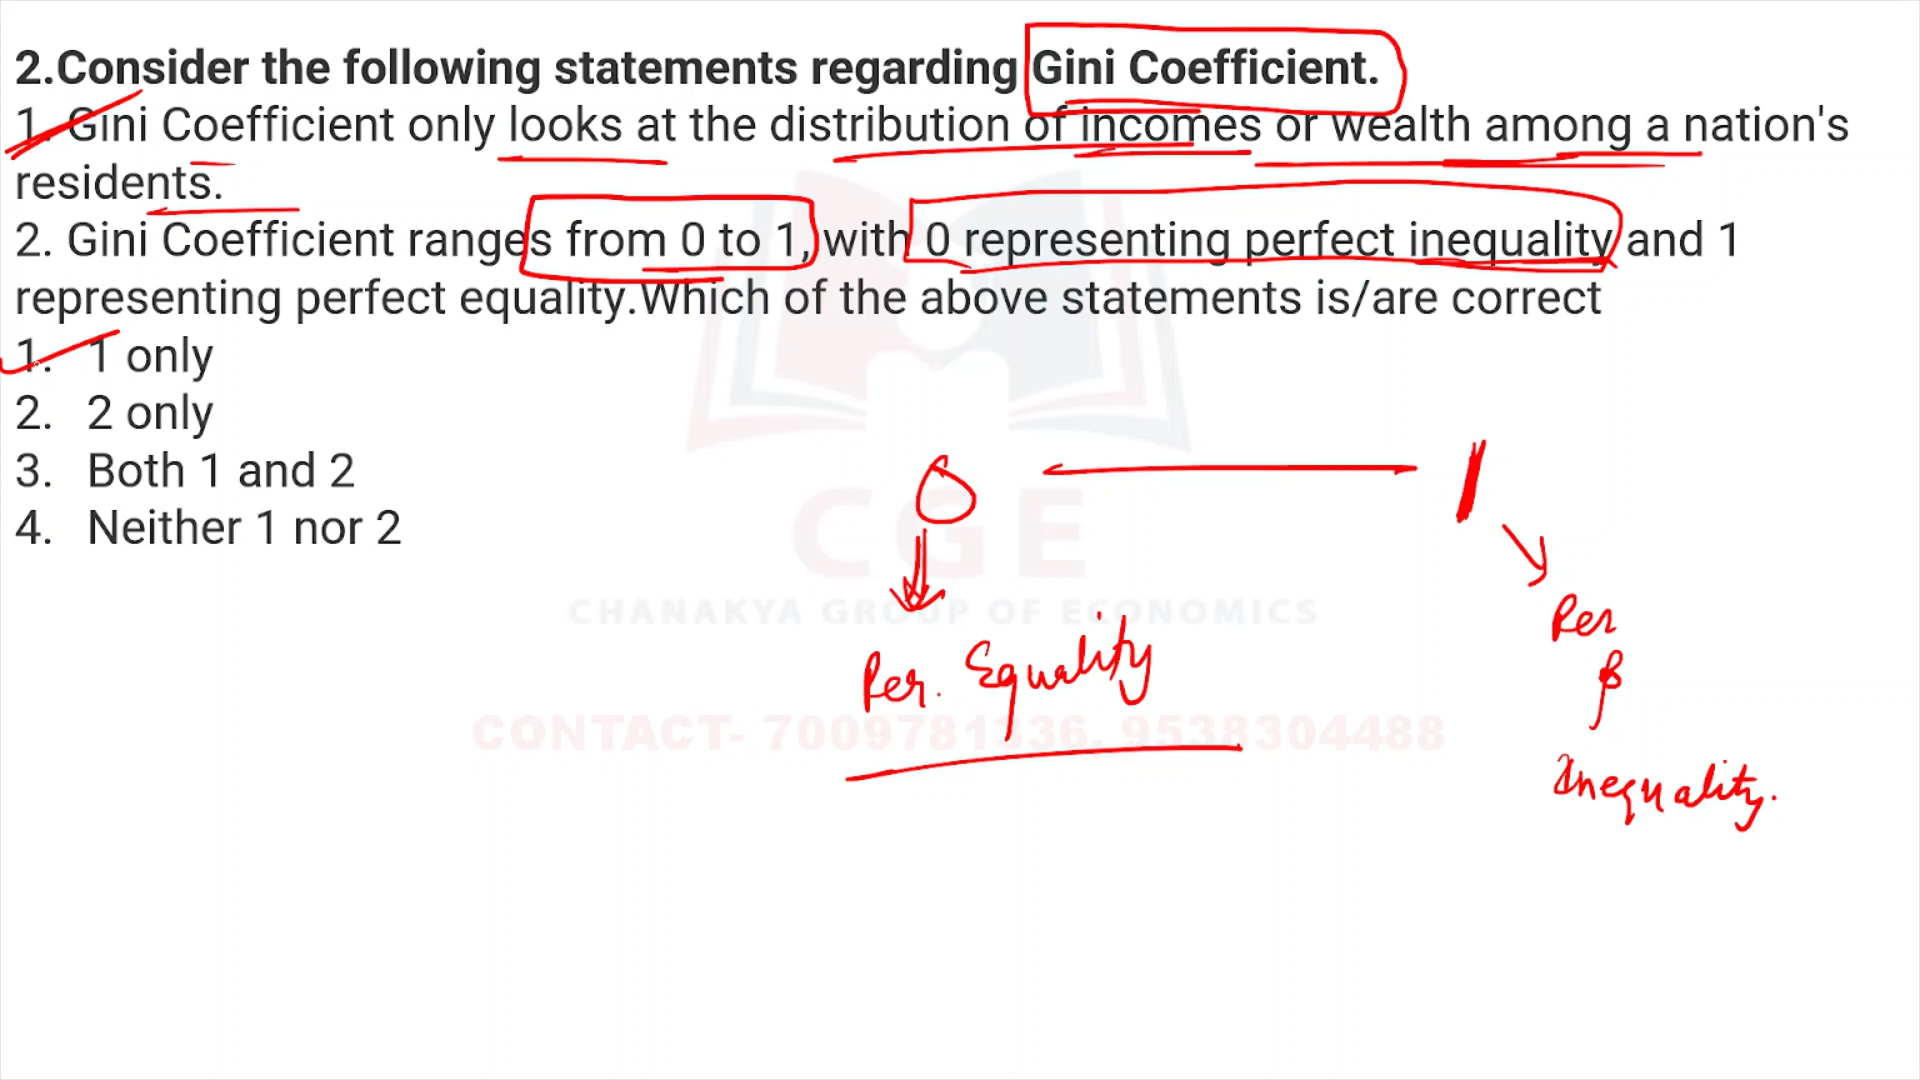 2.Consider the following statements regarding Gini Coefficient.
1. Gini Coefficient only looks at the distribution of incomes or wealth among a nation's
residents.
2. Gini Coefficient ranges from 0 to 1, with 0 representing perfect inequality and 1
representing perfect equality.Which of the above statements is/are correct
1. 1 only
2. 2 only
3. Both 1 and 2
4. Neither 1 nor 2
0 1
CGE
CHANAKYA GROUP OF ECONOMICS
Per
Per. Equality
CONTACT- 7009781336, 9538304488
Inequality.